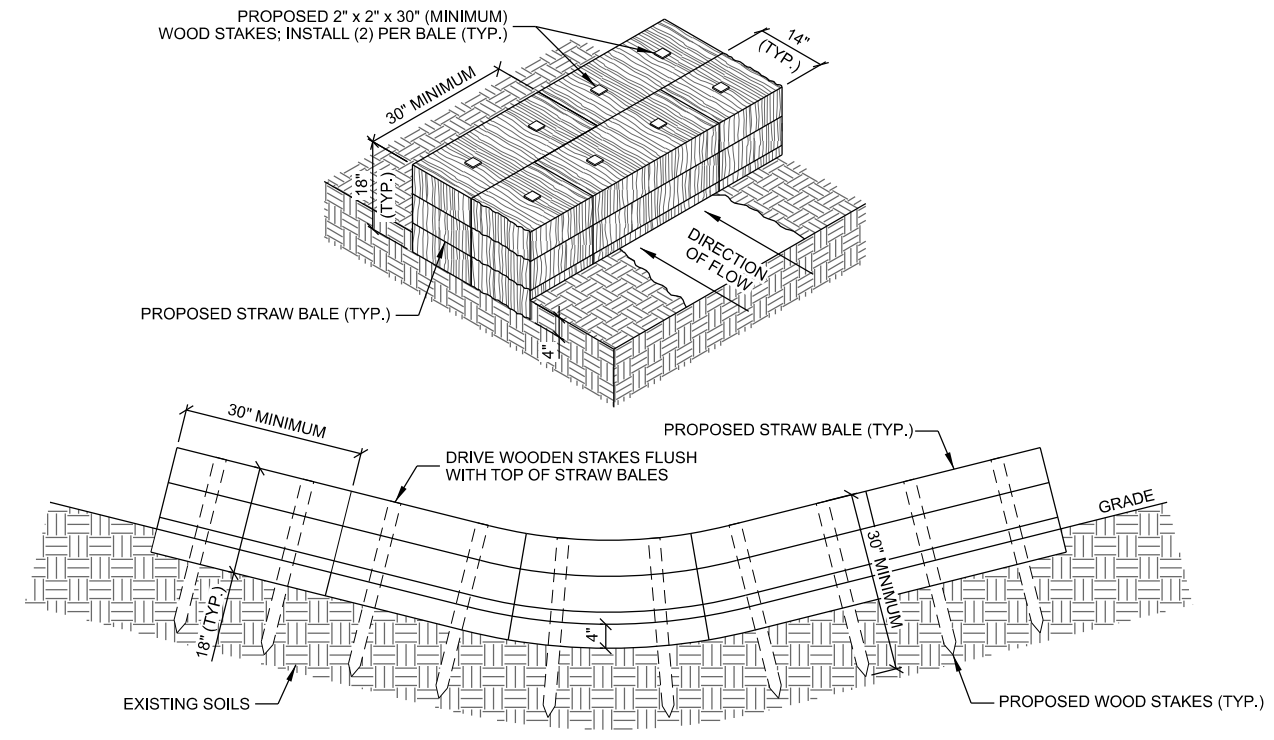 PROPOSED 2" x 2" x 30" (MINIMUM)
WOOD STAKES; INSTALL (2) PER BALE (TYP.)
14"
(TYP.)
30" MINIMUM
18"
(TYP.)
DIRECTION
OF FLOW
PROPOSED STRAW BALE (TYP.)
4"
30" MINIMUM
PROPOSED STRAW BALE (TYP.)
DRIVE WOODEN STAKES FLUSH
WITH TOP OF STRAW BALES
GRADE
30" MINIMUM
18" (TYP.)
4"
EXISTING SOILS
PROPOSED WOOD STAKES (TYP.)